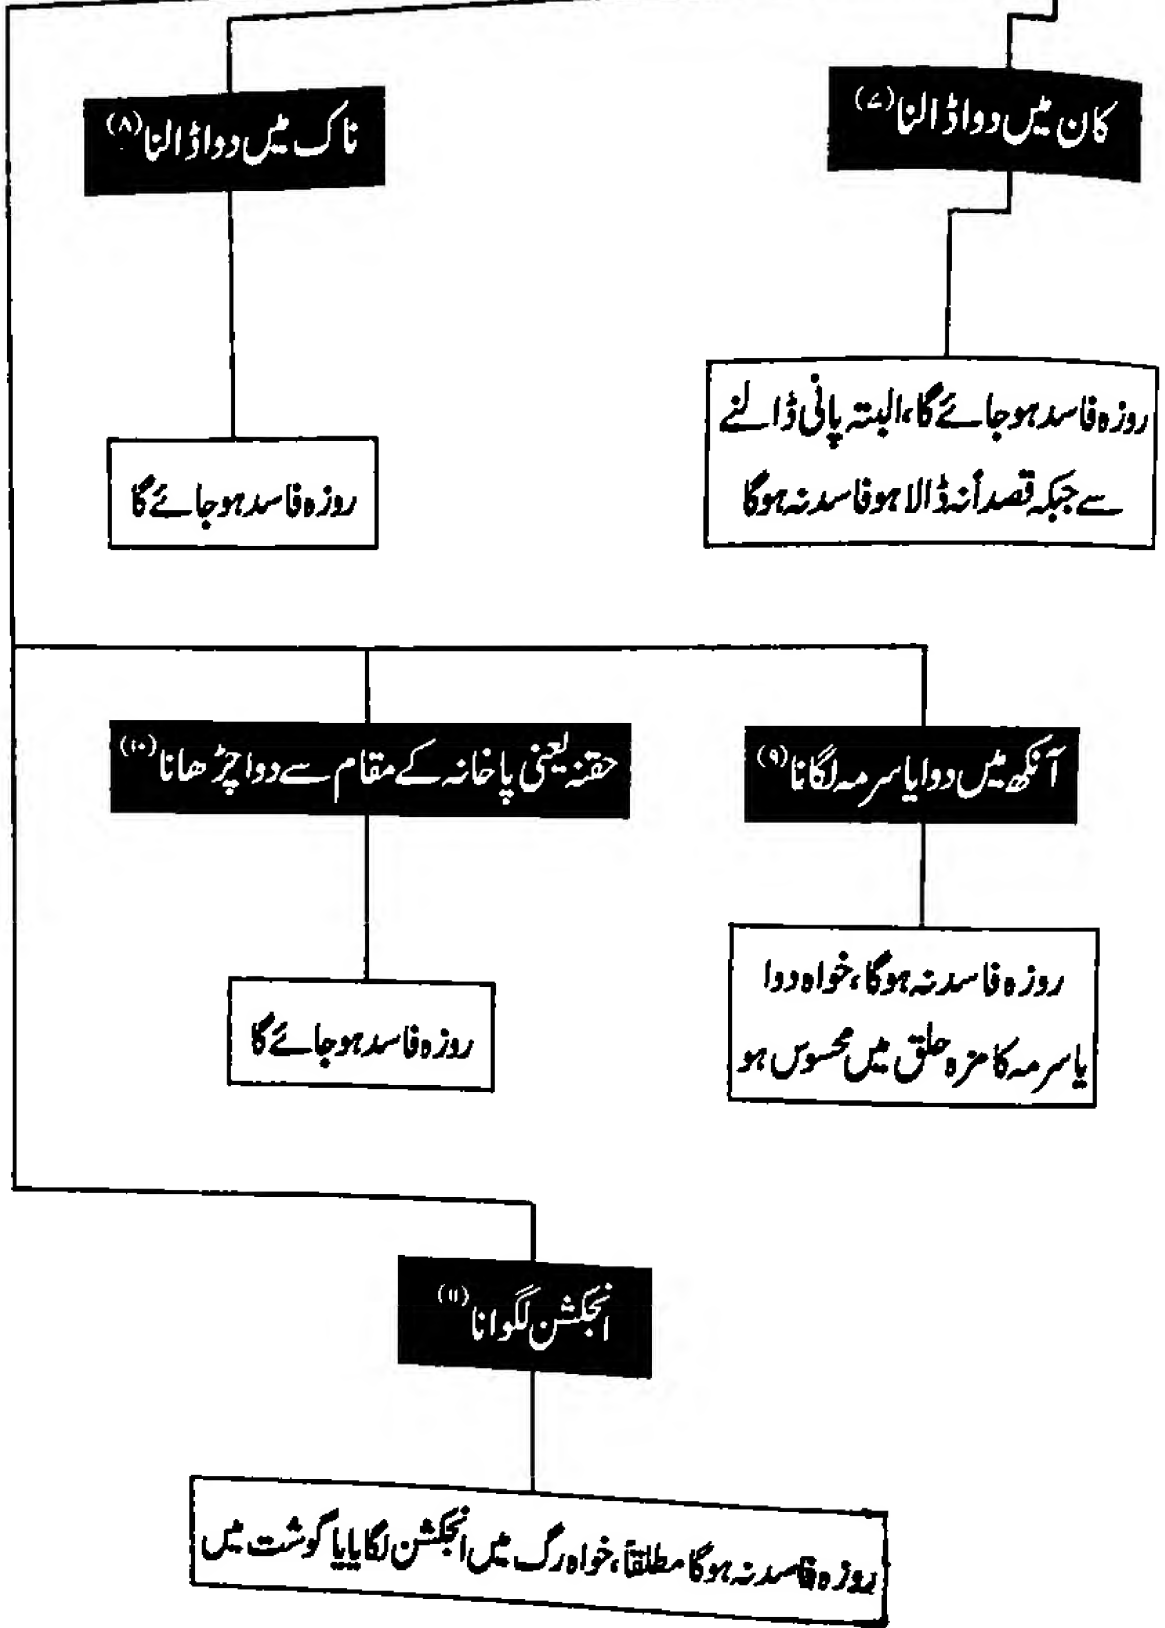 کان میں دوا ڈالنا (۷)
ناک میں دوا ڈالنا (۸)
روزہ فاسد ہو جائے گا، البتہ پانی ڈالنے
سے جبکہ قصداً نہ ڈالا ہو فاسد نہ ہوگا
روزہ فاسد ہو جائے گا
آنکھ میں دوا یا سرمہ لگانا (۹)
حقنہ یعنی پاخانہ کے مقام سے دوا چڑھانا (۱۰)
روزہ فاسد نہ ہوگا، خواہ دوا
یا سرمہ کا مزہ حلق میں محسوس ہو
روزہ فاسد ہو جائے گا
انجکشن لگوانا (۱۱)
روزہ فاسد نہ ہوگا مطلقاً، خواہ رگ میں انجکشن لگایا یا گوشت میں